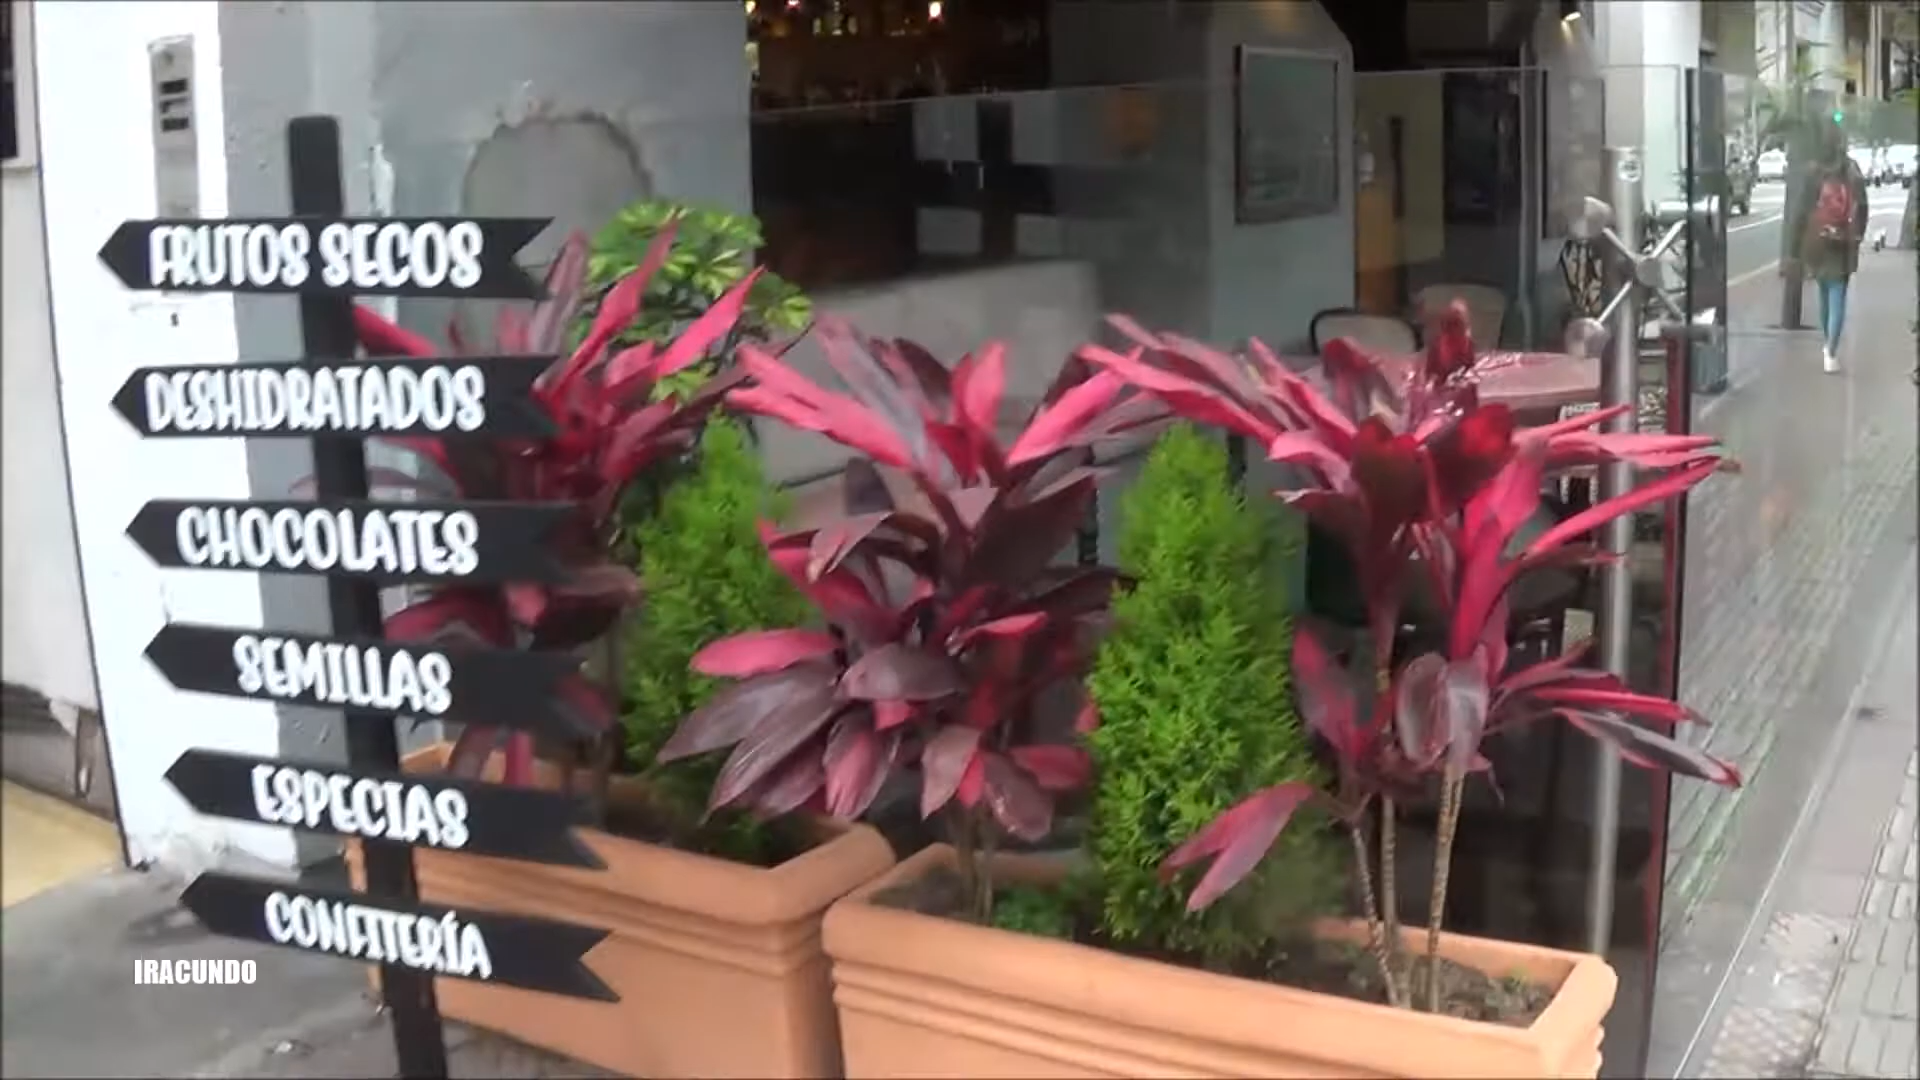 FRUTOS SECOS
DESHIDRATADOS
CHOCOLATES
SEMILLAS
ESPECIAS
CONFITERÍA
IRACUNDO